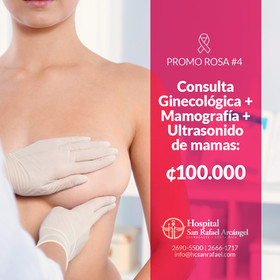 PROMO ROSA #4
Consulta
Ginecológica +
Mamografía +
Ultrasonido
de mamas:
₡100.000
Hospital
San Rafael Arcángel
2690-5500 | 2666-1717
info@hcsanrafael.com